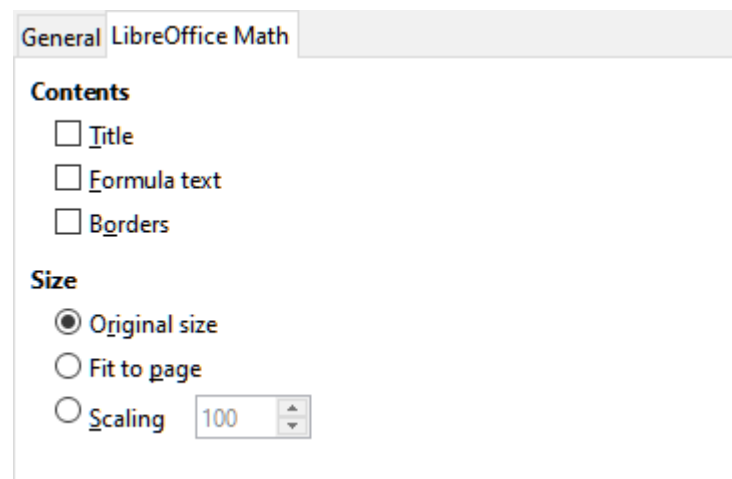 General LibreOffice Math
Contents
Title
Formula text
Borders
Size
Original size
Fit to page
Scaling 100